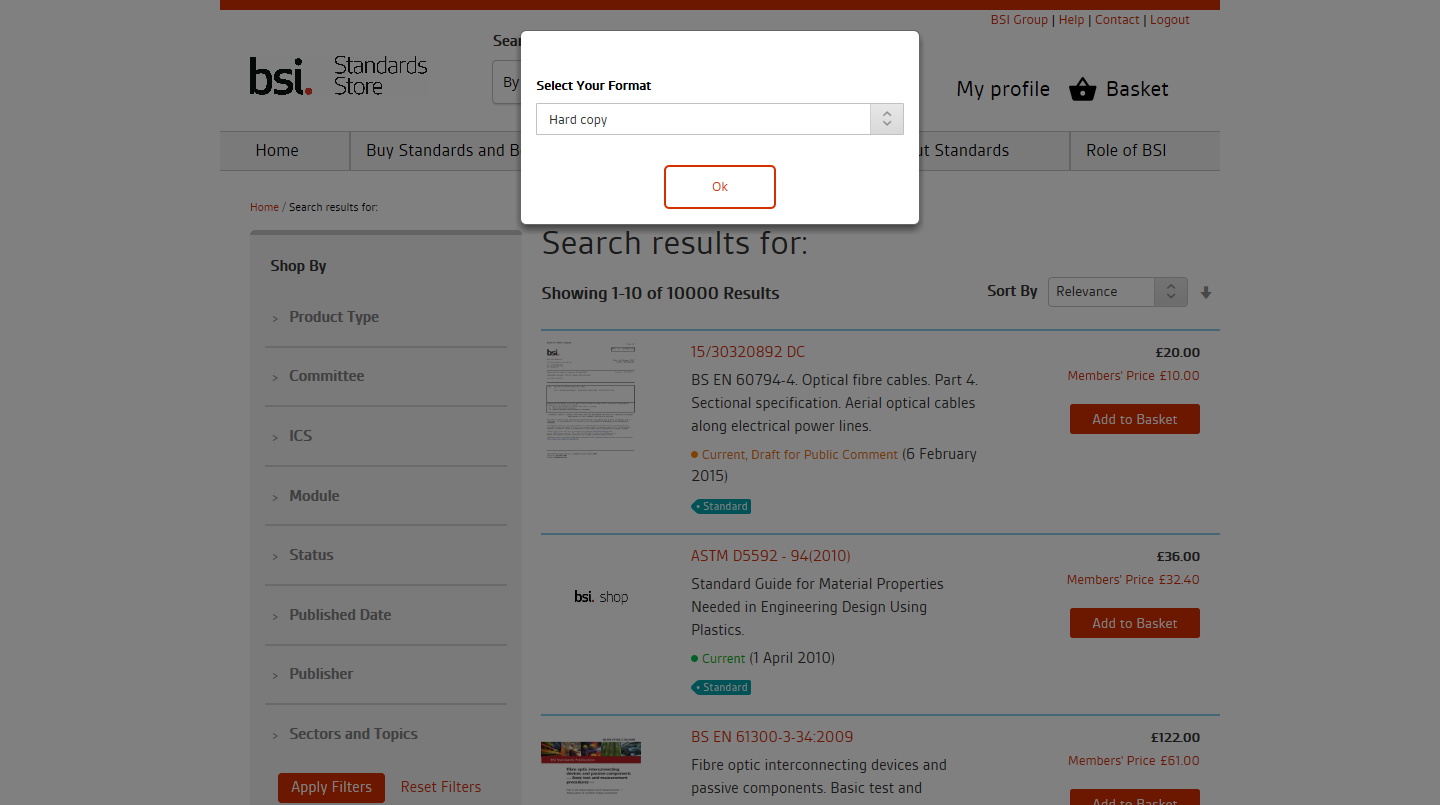 BSI Group | Help | Contact | Logout
bsi. Standards
Store
My profile
Basket
Select Your Format
Hard copy
Ok
Home
Buy Standards and
Standards
Role of BSI
Home / Search results for:
Shop By
> Product Type
> Committee
> ICS
> Module
> Status
> Published Date
> Publisher
> Sectors and Topics
Apply Filters
Reset Filters
Search results for:
Showing 1-10 of 10000 Results
Sort By
Relevance
bsi.
15/30320892 DC
BS EN 60794-4. Optical fibre cables. Part 4.
Sectional specification. Aerial optical cables
along electrical power lines.
Current, Draft for Public Comment (6 February
2015)
Standard
£20.00
Members' Price £10.00
Add to Basket
bsi. shop
ASTM D5592 - 94(2010)
Standard Guide for Material Properties
Needed in Engineering Design Using
Plastics.
Current (1 April 2010)
Standard
£36.00
Members' Price £32.40
Add to Basket
BS EN 61300-3-34:2009
Fibre optic interconnecting devices and
passive components. Basic test and
£122.00
Members' Price £61.00
Add to Basket
Fibre optic interconnecting
devices and passive components